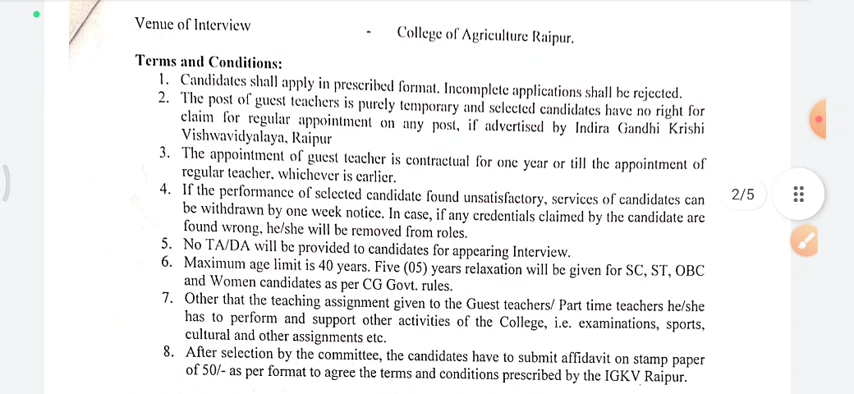 Venue of Interview - College of Agriculture Raipur.
Terms and Conditions:
1. Candidates shall apply in prescribed format. Incomplete applications shall be rejected.
2. The post of guest teachers is purely temporary and selected candidates have no right for
claim for regular appointment on any post, if advertised by Indira Gandhi Krishi
Vishwavidyalaya, Raipur
3. The appointment of guest teacher is contractual for one year or till the appointment of
regular teacher, whichever is earlier.
4. If the performance of selected candidate found unsatisfactory, services of candidates can
be withdrawn by one week notice. In case, if any credentials claimed by the candidate are
found wrong, he/she will be removed from roles.
5. No TA/DA will be provided to candidates for appearing Interview.
6. Maximum age limit is 40 years. Five (05) years relaxation will be given for SC, ST, OBC
and Women candidates as per CG Govt. rules.
7. Other that the teaching assignment given to the Guest teachers/ Part time teachers he/she
has to perform and support other activities of the College, i.e. examinations, sports,
cultural and other assignments etc.
8. After selection by the committee, the candidates have to submit affidavit on stamp paper
of 50/- as per format to agree the terms and conditions prescribed by the IGKV Raipur.
2/5